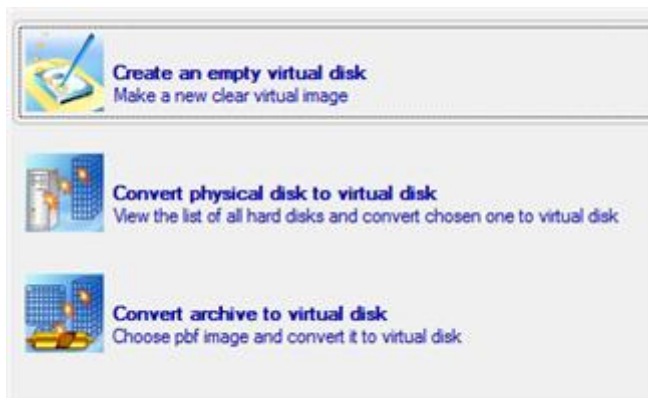 Create an empty virtual disk
Make a new clear virtual image
Convert physical disk to virtual disk
View the list of all hard disks and convert chosen one to virtual disk
Convert archive to virtual disk
Choose pbf image and convert it to virtual disk